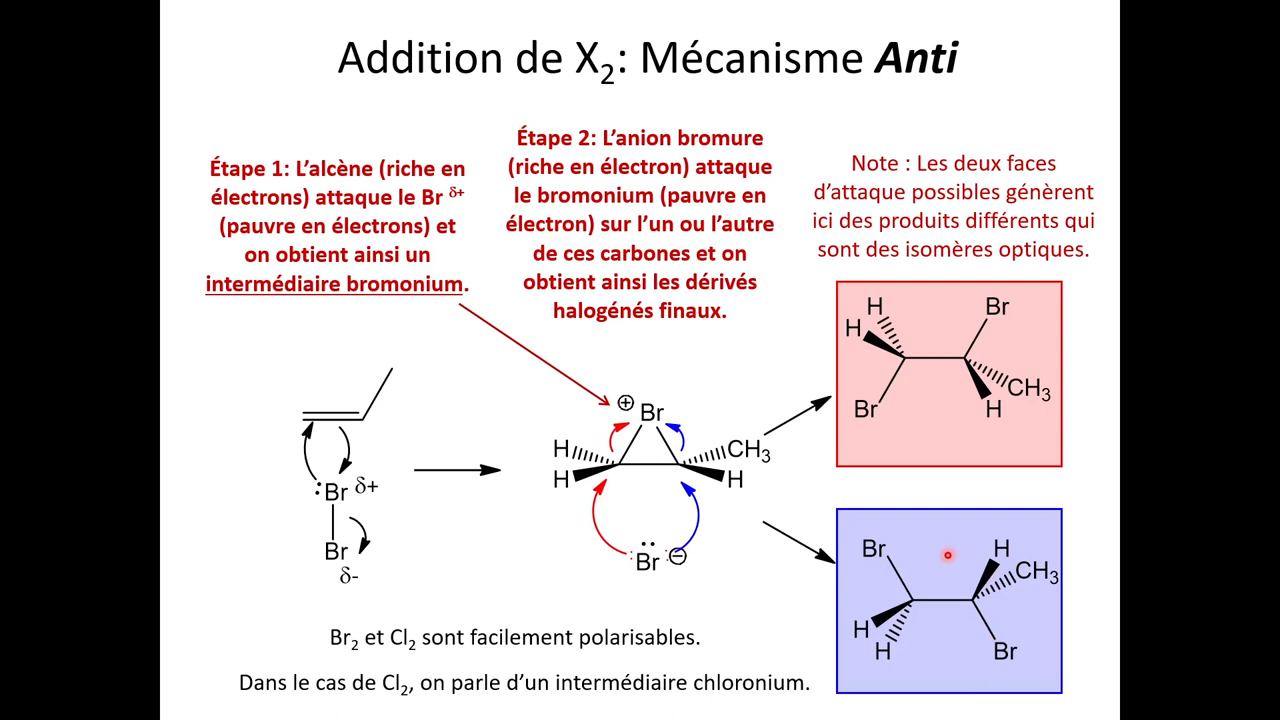 Addition de X₂: Mécanisme Anti
Étape 1: L’alcène (riche en
électrons) attaque le Br δ+
(pauvre en électrons) et
on obtient ainsi un
intermédiaire bromonium.
Étape 2: L’anion bromure
(riche en électron) attaque
le bromonium (pauvre en
électron) sur l’un ou l’autre
de ces carbones et on
obtient ainsi les dérivés
halogénés finaux.
Note : Les deux faces
d’attaque possibles génèrent
ici des produits différents qui
sont des isomères optiques.
Br δ+
Br
δ-
⊕
Br
H
H
CH₃
H
Br ⊖
H
H
Br
Br
CH₃
H
Br
H
H
H
CH₃
Br
Br₂ et Cl₂ sont facilement polarisables.
Dans le cas de Cl₂, on parle d’un intermédiaire chloronium.